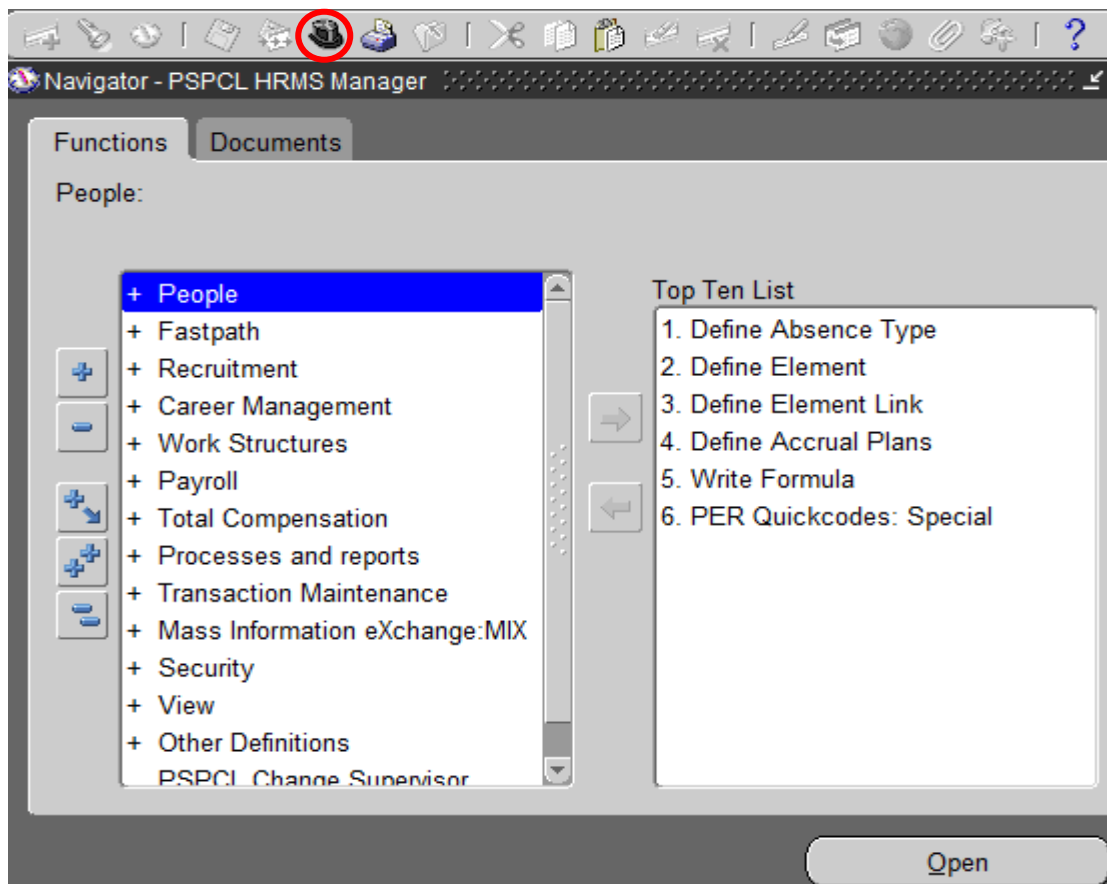 ?
Navigator - PSPCL HRMS Manager
Functions
Documents
People:
+ People
+ Fastpath
+ Recruitment
+ Career Management
+ Work Structures
+ Payroll
+ Total Compensation
+ Processes and reports
+ Transaction Maintenance
+ Mass Information eXchange:MIX
+ Security
+ View
+ Other Definitions
PSPCL Change Supervisor
Top Ten List
1. Define Absence Type
2. Define Element
3. Define Element Link
4. Define Accrual Plans
5. Write Formula
6. PER Quickcodes: Special
Open